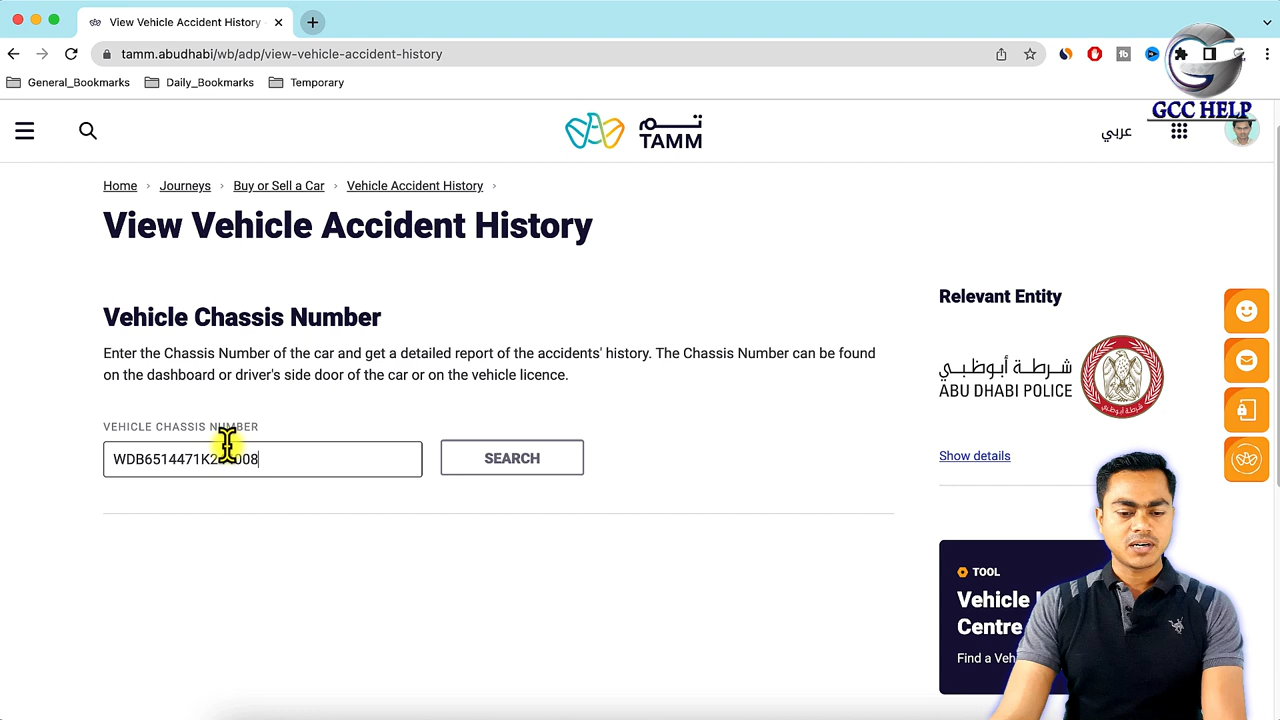 View Vehicle Accident History
tamm.abudhabi/wb/adp/view-vehicle-accident-history
General_Bookmarks
Daily_Bookmarks
Temporary
GCC HELP
تم
TAMM
عربي
Home
Journeys
Buy or Sell a Car
Vehicle Accident History
View Vehicle Accident History
Vehicle Chassis Number
Enter the Chassis Number of the car and get a detailed report of the accidents' history. The Chassis Number can be found
on the dashboard or driver's side door of the car or on the vehicle licence.
VEHICLE CHASSIS NUMBER
SEARCH
Relevant Entity
شرطة أبوظبي
ABU DHABI POLICE
Show details
TOOL
Vehicle
Centre
Find a